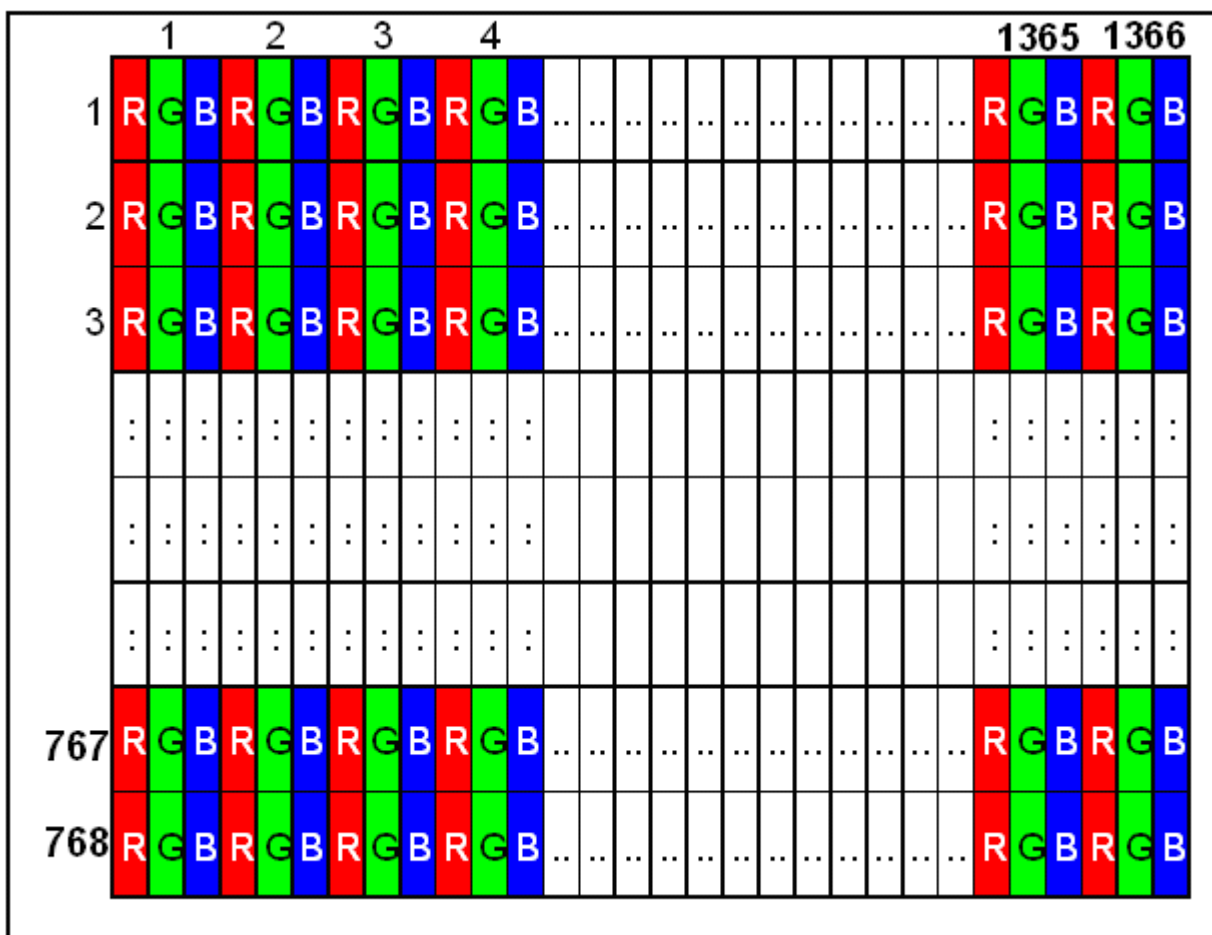 1 2 3 4 1365 1366
1 R G B R G B R G B R G B .. .. .. .. .. .. .. .. .. .. .. .. R G B R G B
2 R G B R G B R G B R G B .. .. .. .. .. .. .. .. .. .. .. .. R G B R G B
3 R G B R G B R G B R G B .. .. .. .. .. .. .. .. .. .. .. .. R G B R G B
: : : : : : : : : : : : : : : : : :
: : : : : : : : : : : : : : : : : :
: : : : : : : : : : : : : : : : : :
767 R G B R G B R G B R G B .. .. .. .. .. .. .. .. .. .. .. .. R G B R G B
768 R G B R G B R G B R G B .. .. .. .. .. .. .. .. .. .. .. .. R G B R G B